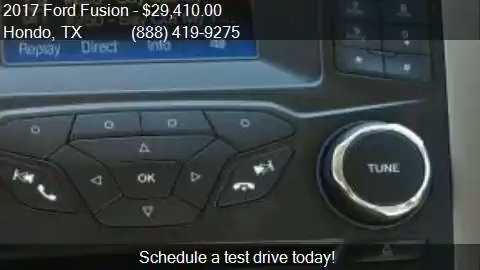 2017 Ford Fusion - $29,410.00
Hondo, TX (888) 419-9275
Replay Direct Info
OK
TUNE
Schedule a test drive today!